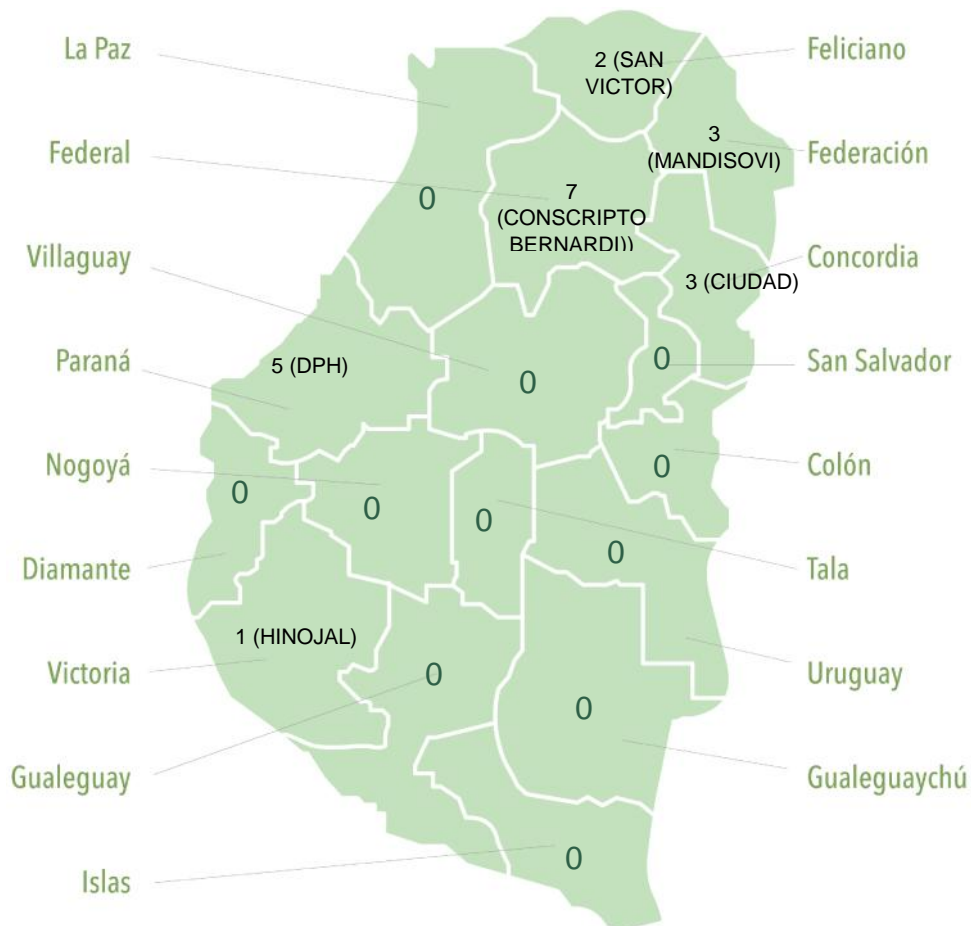 La Paz
2 (SAN
VICTOR)
Feliciano
Federal
3
(MANDISOVI)
Federación
0
7
(CONSCRIPTO
BERNARDI))
Villaguay
Concordia
3 (CIUDAD)
Paraná
5 (DPH)
0
0
San Salvador
Nogoyá
0
Colón
0
0
0
0
Diamante
Tala
1 (HINOJAL)
Victoria
0
Uruguay
0
Gualeguay
Gualeguaychú
0
Islas